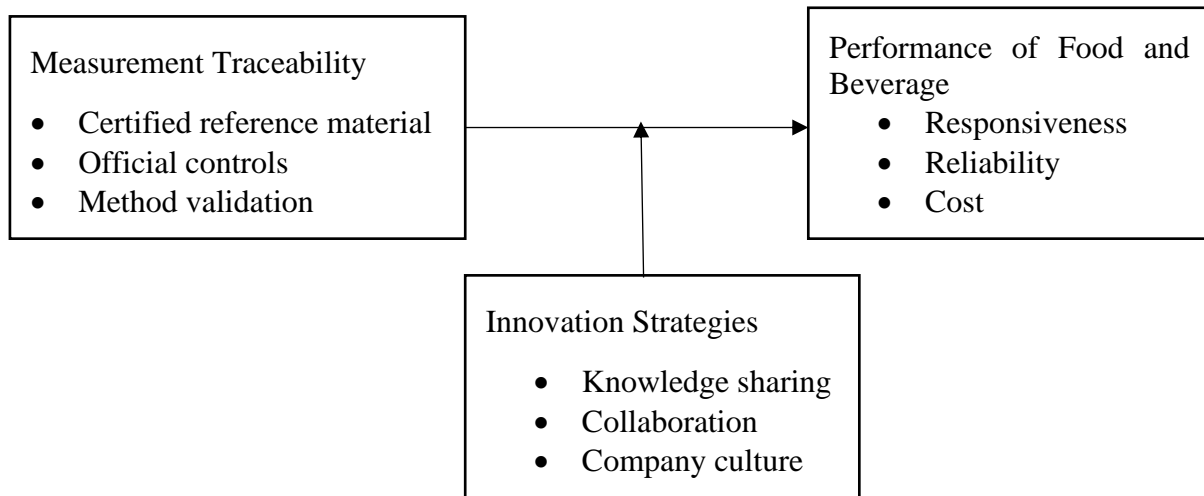 Measurement Traceability
• Certified reference material
• Official controls
• Method validation
Performance of Food and
Beverage
• Responsiveness
• Reliability
• Cost
Innovation Strategies
• Knowledge sharing
• Collaboration
• Company culture